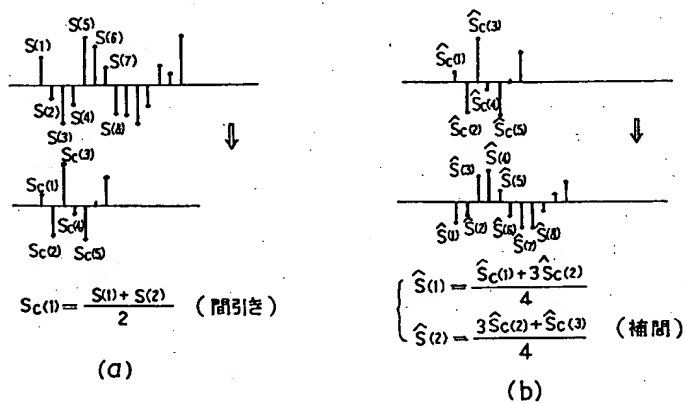 S(5)
S(1) S(6)
S(7)
S(2) S(4) S(8)
S(3)
Sc(3)
Sc(1)
Sc(4)
Sc(2) Sc(5)
Sc(1) = S(1) + S(2) / 2 (間引き)
(a)
Ŝc(3)
Ŝc(1)
Ŝc(4)
Ŝc(2) Ŝc(5)
⇩
Ŝ(4)
Ŝ(3) Ŝ(5)
Ŝ(1) Ŝ(2) Ŝ(6) Ŝ(8)
Ŝ(7)
Ŝ(1) = Ŝc(1) + 3Ŝc(2) / 4
Ŝ(2) = 3Ŝc(2) + Ŝc(3) / 4 (補間)
(b)